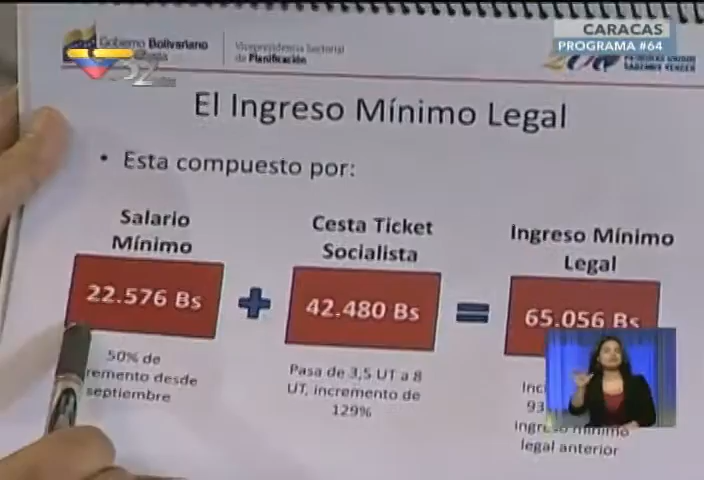 CARACAS
PROGRAMA #64
Gobierno Bolivariano
Vicepresidencia Sectorial
de Planificación
El Ingreso Mínimo Legal
• Esta compuesto por:
Salario
Mínimo
22.576 Bs
50% de
remento desde
septiembre
+
Cesta Ticket
Socialista
42.480 Bs
Pasa de 3,5 UT a 8
UT, incremento de
129%
=
Ingreso Mínimo
Legal
65.056 Bs
93
ingreso mínimo
legal anterior